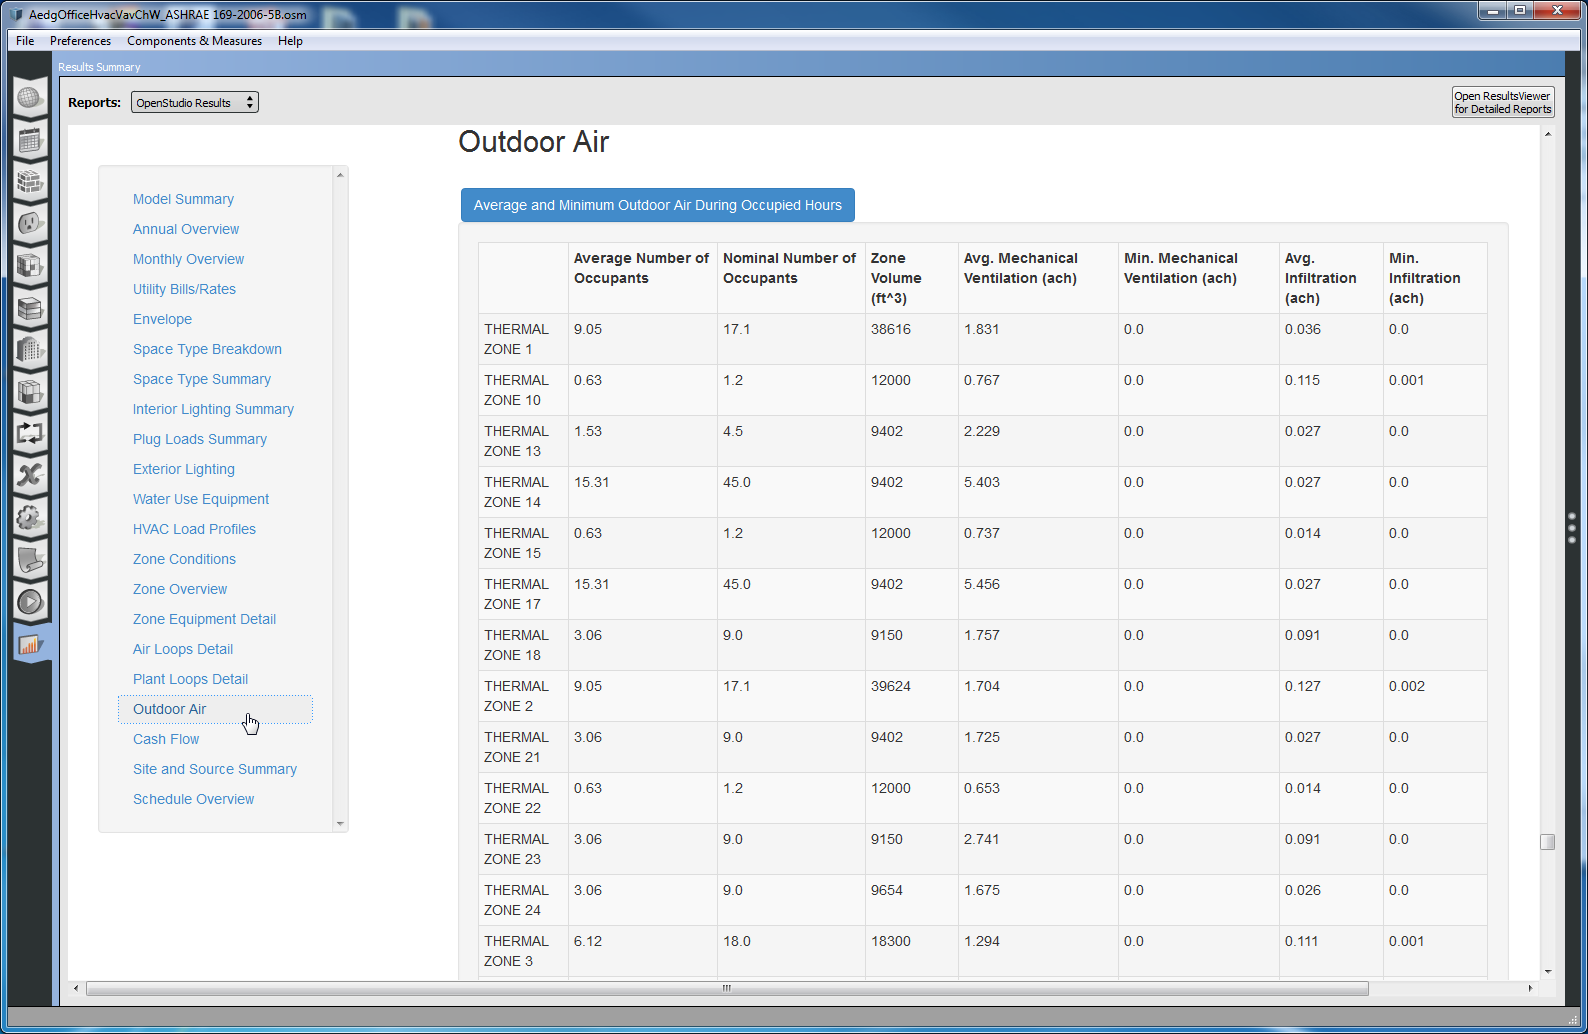 AedgOfficeHvacVavChW_ASHRAE 169-2006-5B.osm
File Preferences Components & Measures Help
Results Summary
Reports: OpenStudio Results
Open ResultsViewer
for Detailed Reports
Model Summary
Annual Overview
Monthly Overview
Utility Bills/Rates
Envelope
Space Type Breakdown
Space Type Summary
Interior Lighting Summary
Plug Loads Summary
Exterior Lighting
Water Use Equipment
HVAC Load Profiles
Zone Conditions
Zone Overview
Zone Equipment Detail
Air Loops Detail
Plant Loops Detail
Outdoor Air
Cash Flow
Site and Source Summary
Schedule Overview
Outdoor Air
Average and Minimum Outdoor Air During Occupied Hours
Average Number of Nominal Number of Zone Avg. Mechanical Min. Mechanical Avg. Min.
Occupants Occupants Volume Ventilation (ach) Ventilation (ach) Infiltration Infiltration
(ft^3) (ach) (ach)
THERMAL 9.05 17.1 38616 1.831 0.0 0.036 0.0
ZONE 1
THERMAL 0.63 1.2 12000 0.767 0.0 0.115 0.001
ZONE 10
THERMAL 1.53 4.5 9402 2.229 0.0 0.027 0.0
ZONE 13
THERMAL 15.31 45.0 9402 5.403 0.0 0.027 0.0
ZONE 14
THERMAL 0.63 1.2 12000 0.737 0.0 0.014 0.0
ZONE 15
THERMAL 15.31 45.0 9402 5.456 0.0 0.027 0.0
ZONE 17
THERMAL 3.06 9.0 9150 1.757 0.0 0.091 0.0
ZONE 18
THERMAL 9.05 17.1 39624 1.704 0.0 0.127 0.002
ZONE 2
THERMAL 3.06 9.0 9402 1.725 0.0 0.027 0.0
ZONE 21
THERMAL 0.63 1.2 12000 0.653 0.0 0.014 0.0
ZONE 22
THERMAL 3.06 9.0 9150 2.741 0.0 0.091 0.0
ZONE 23
THERMAL 3.06 9.0 9654 1.675 0.0 0.026 0.0
ZONE 24
THERMAL 6.12 18.0 18300 1.294 0.0 0.111 0.001
ZONE 3